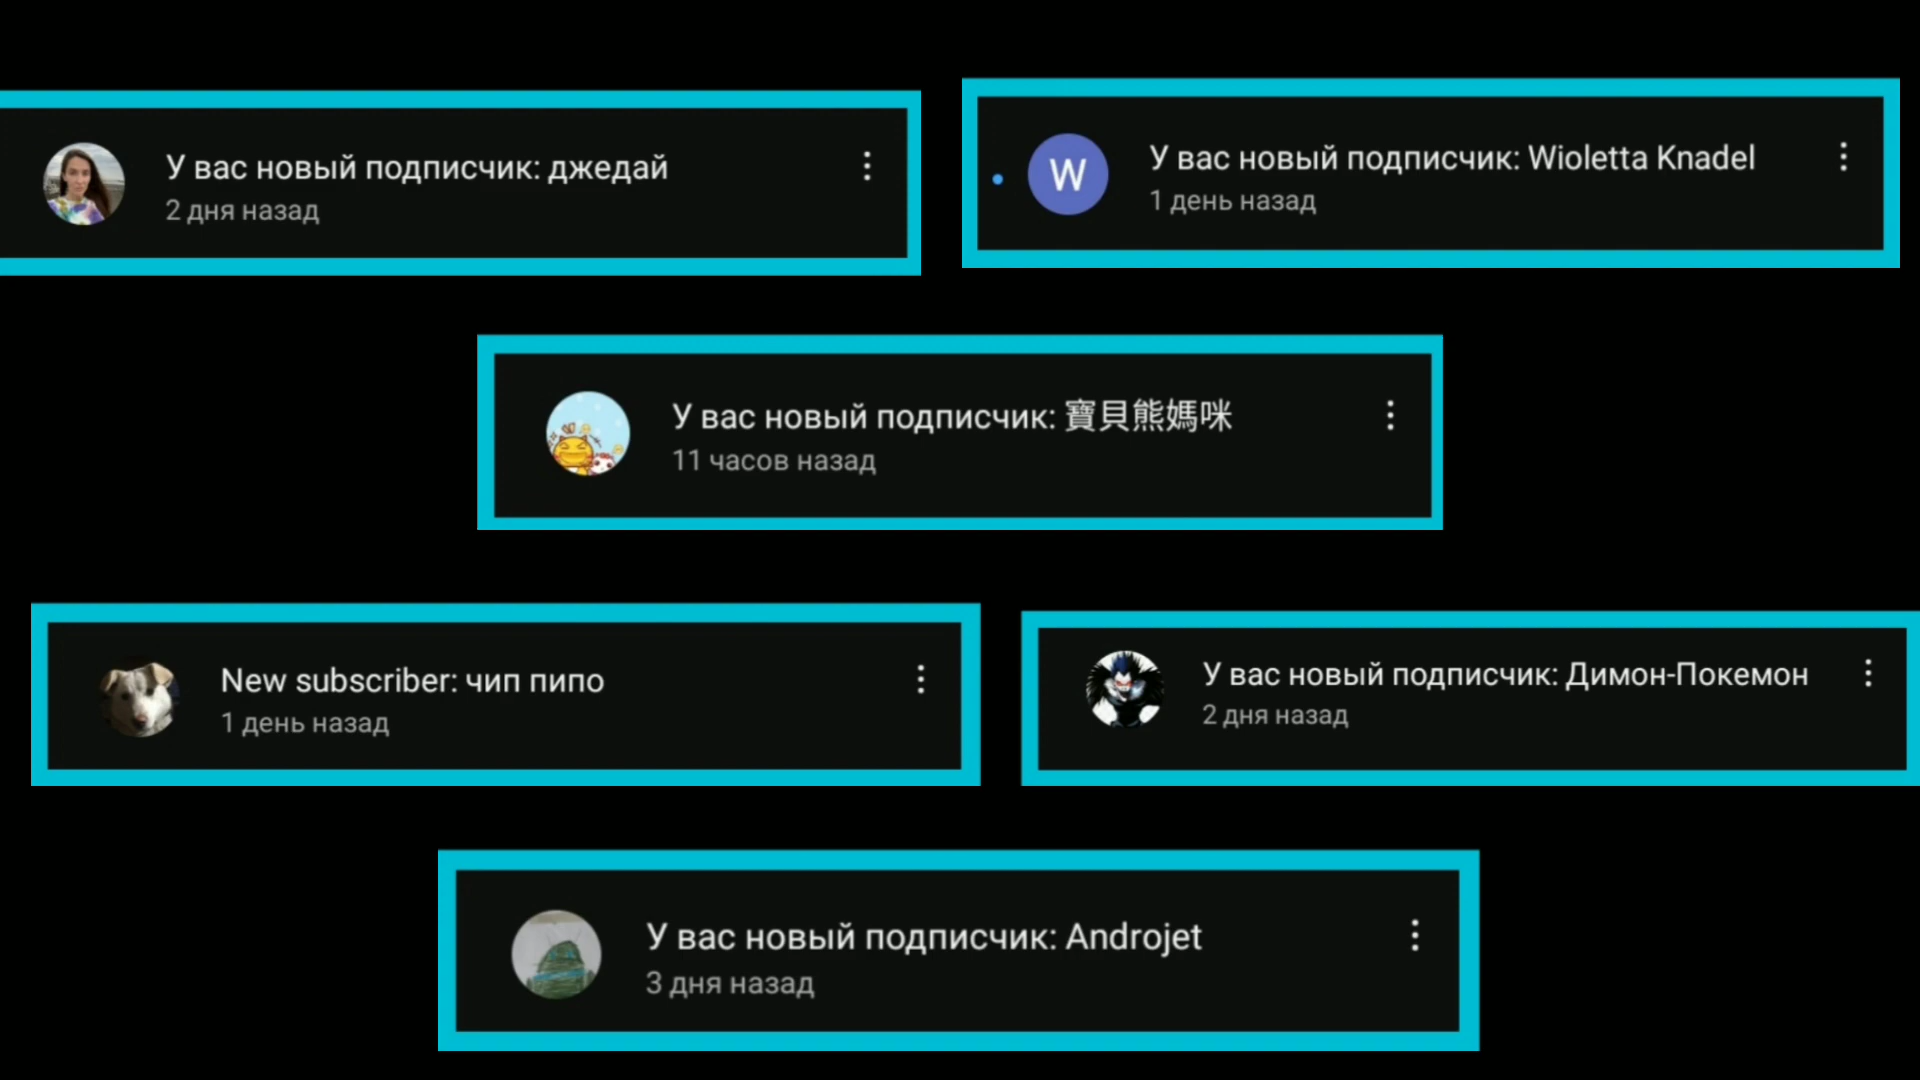 У вас новый подписчик: джедай
2 дня назад
W
У вас новый подписчик: Wioletta Knadel
1 день назад
У вас новый подписчик: 寶貝熊媽咪
11 часов назад
New subscriber: чип пипо
1 день назад
У вас новый подписчик: Димон-Покемон
2 дня назад
У вас новый подписчик: Androjet
3 дня назад